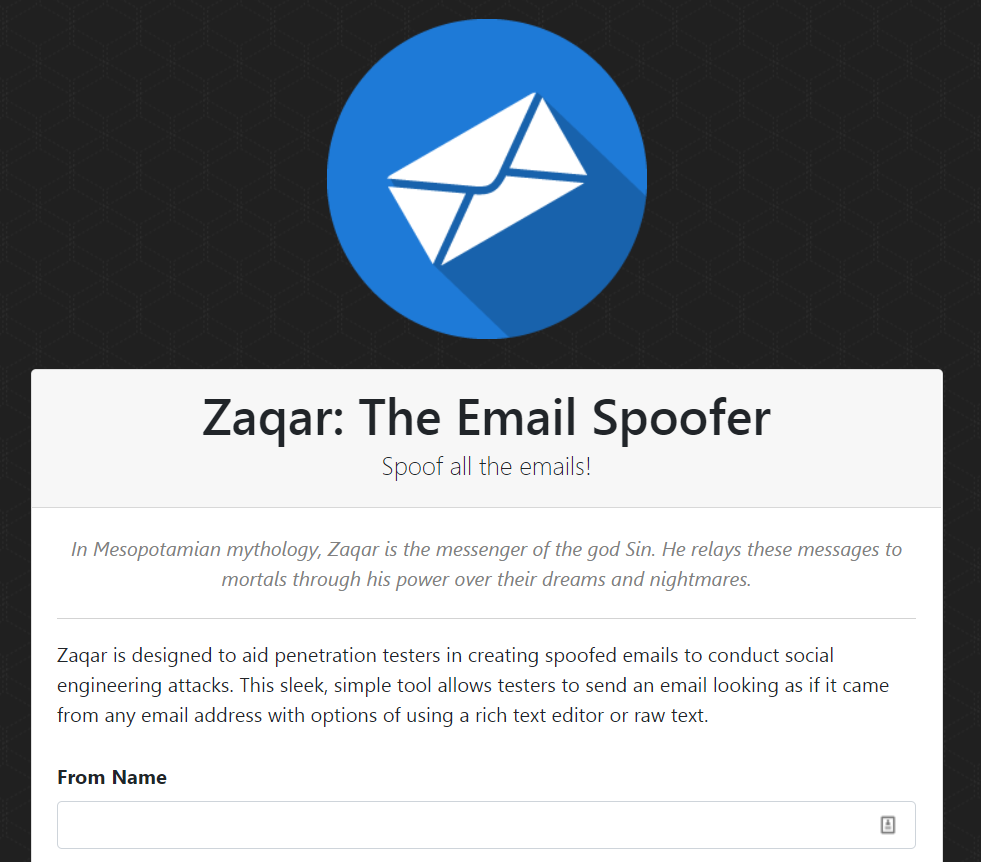 Zaqar: The Email Spoofer
Spoof all the emails!
In Mesopotamian mythology, Zaqar is the messenger of the god Sin. He relays these messages to
mortals through his power over their dreams and nightmares.
Zaqar is designed to aid penetration testers in creating spoofed emails to conduct social
engineering attacks. This sleek, simple tool allows testers to send an email looking as if it came
from any email address with options of using a rich text editor or raw text.
From Name